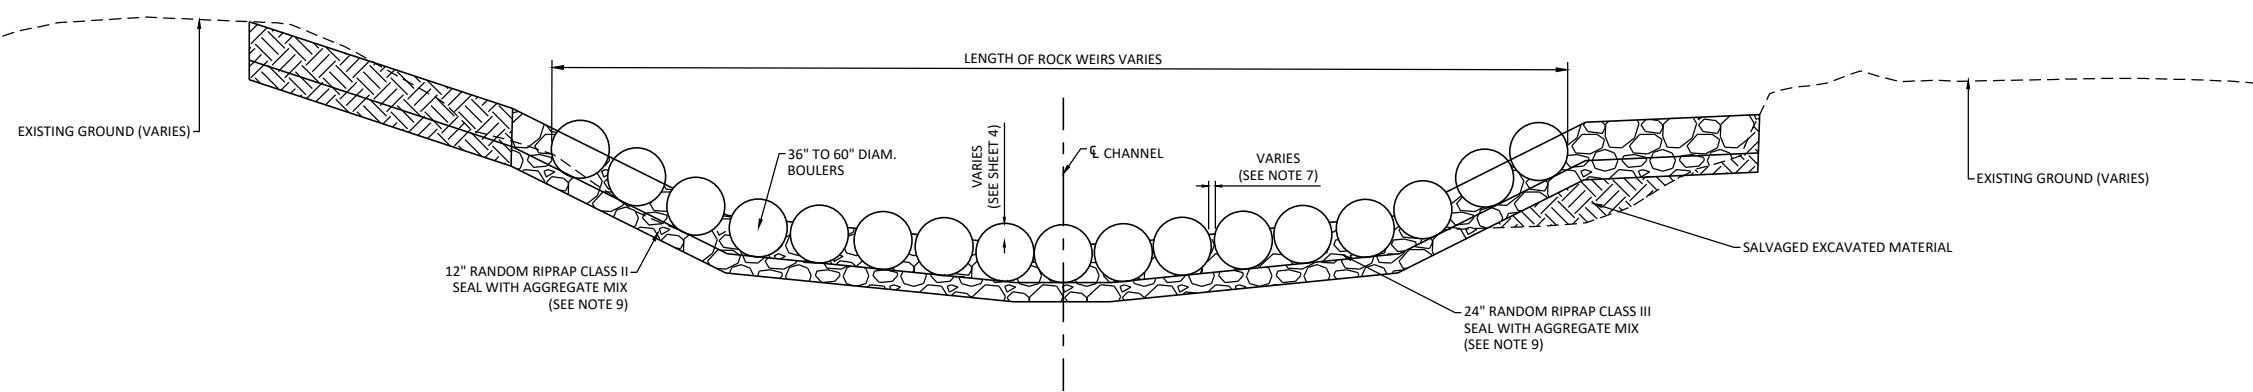 LENGTH OF ROCK WEIRS VARIES
EXISTING GROUND (VARIES)
36" TO 60" DIAM.
BOULERS
VARIES
(SEE SHEET 4)
℄ CHANNEL
VARIES
(SEE NOTE 7)
EXISTING GROUND (VARIES)
SALVAGED EXCAVATED MATERIAL
12" RANDOM RIPRAP CLASS II
SEAL WITH AGGREGATE MIX
(SEE NOTE 9)
24" RANDOM RIPRAP CLASS III
SEAL WITH AGGREGATE MIX
(SEE NOTE 9)